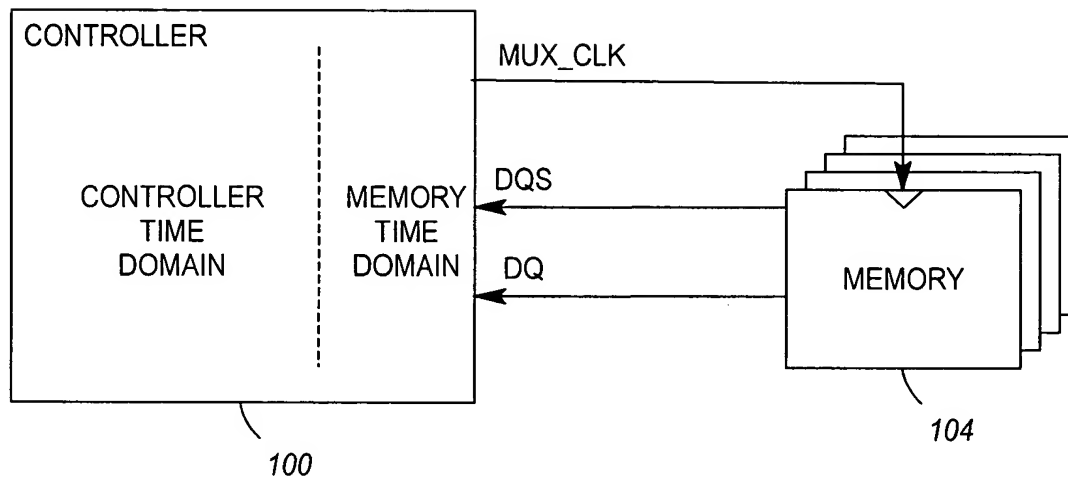 CONTROLLER
MUX_CLK
CONTROLLER
TIME
DOMAIN
MEMORY
TIME
DOMAIN
DQS
DQ
MEMORY
100
104